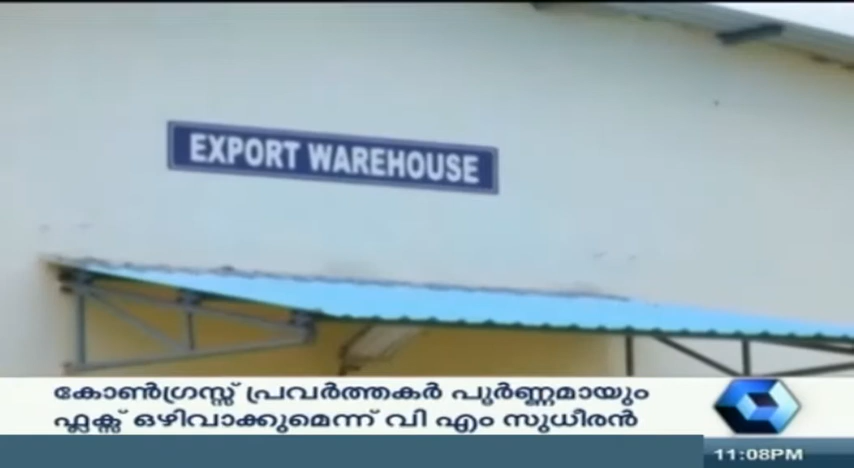 EXPORT WAREHOUSE
കോൺഗ്രസ്സ് പ്രവർത്തകർ പൂർണ്ണമായും
ഫ്ലക്സ് ഒഴിവാക്കുമെന്ന് വി എം സുധീരൻ
11:08PM